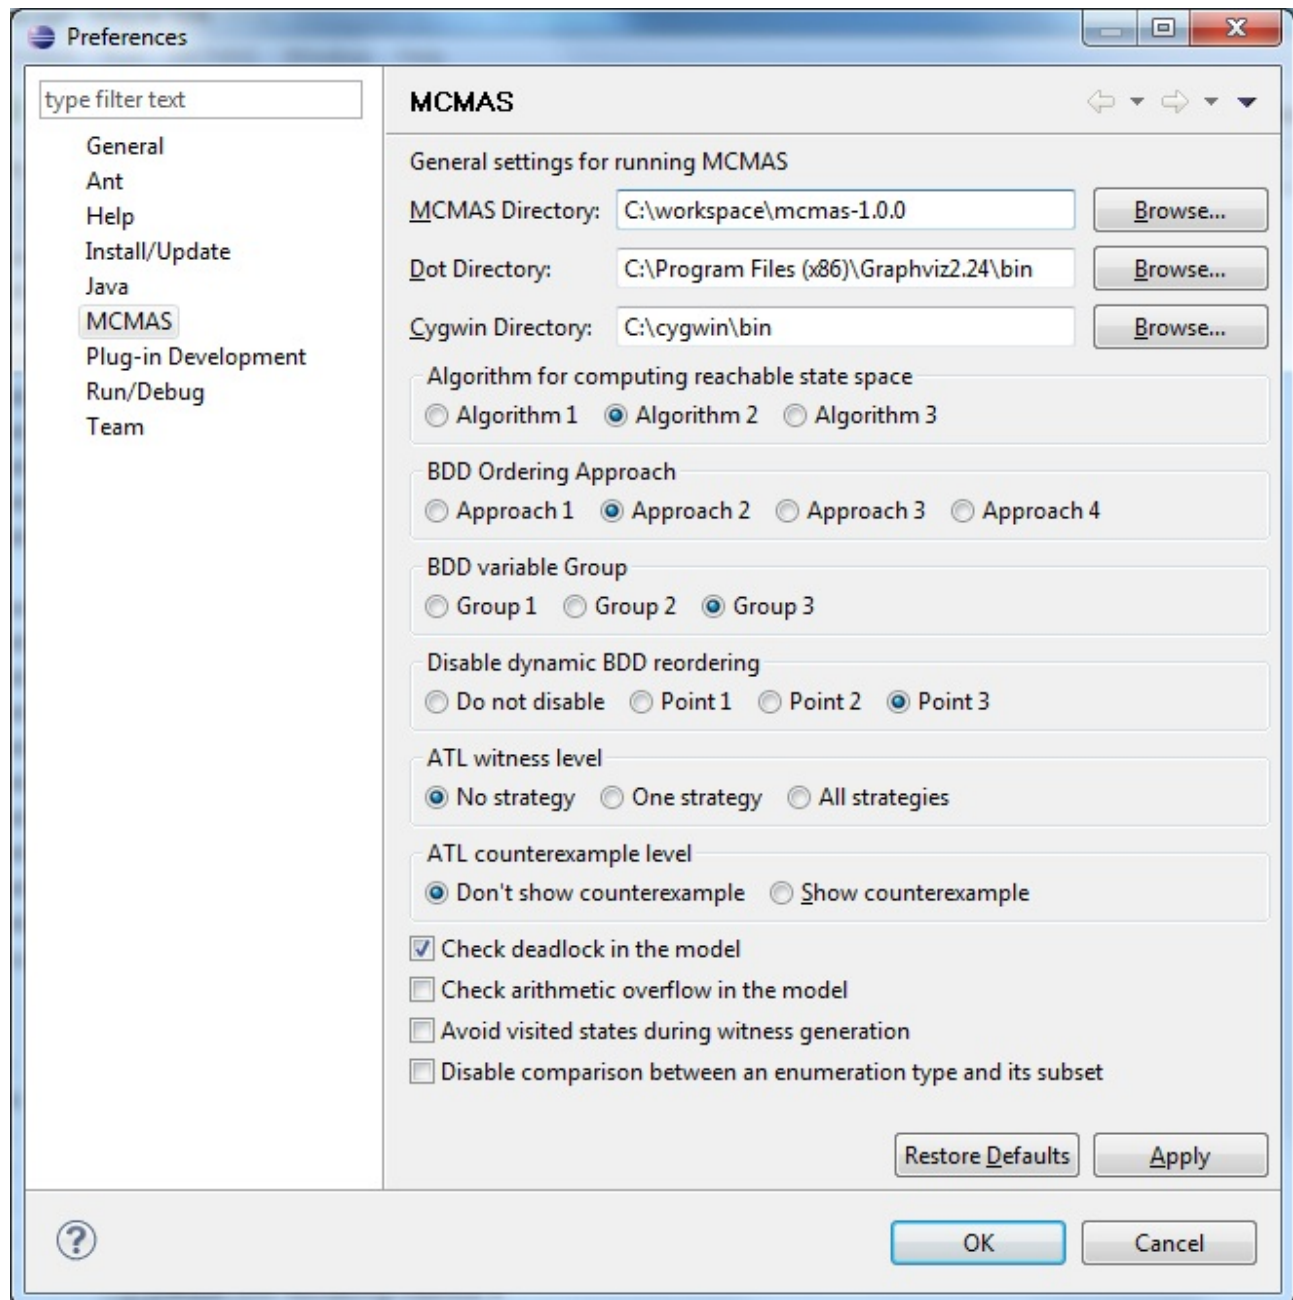 Preferences
type filter text
General
Ant
Help
Install/Update
Java
MCMAS
Plug-in Development
Run/Debug
Team
MCMAS
General settings for running MCMAS
MCMAS Directory: C:\workspace\mcmas-1.0.0 Browse...
Dot Directory: C:\Program Files (x86)\Graphviz2.24\bin Browse...
Cygwin Directory: C:\cygwin\bin Browse...
Algorithm for computing reachable state space
Algorithm 1 Algorithm 2 Algorithm 3
BDD Ordering Approach
Approach 1 Approach 2 Approach 3 Approach 4
BDD variable Group
Group 1 Group 2 Group 3
Disable dynamic BDD reordering
Do not disable Point 1 Point 2 Point 3
ATL witness level
No strategy One strategy All strategies
ATL counterexample level
Don't show counterexample Show counterexample
Check deadlock in the model
Check arithmetic overflow in the model
Avoid visited states during witness generation
Disable comparison between an enumeration type and its subset
Restore Defaults Apply
? OK Cancel